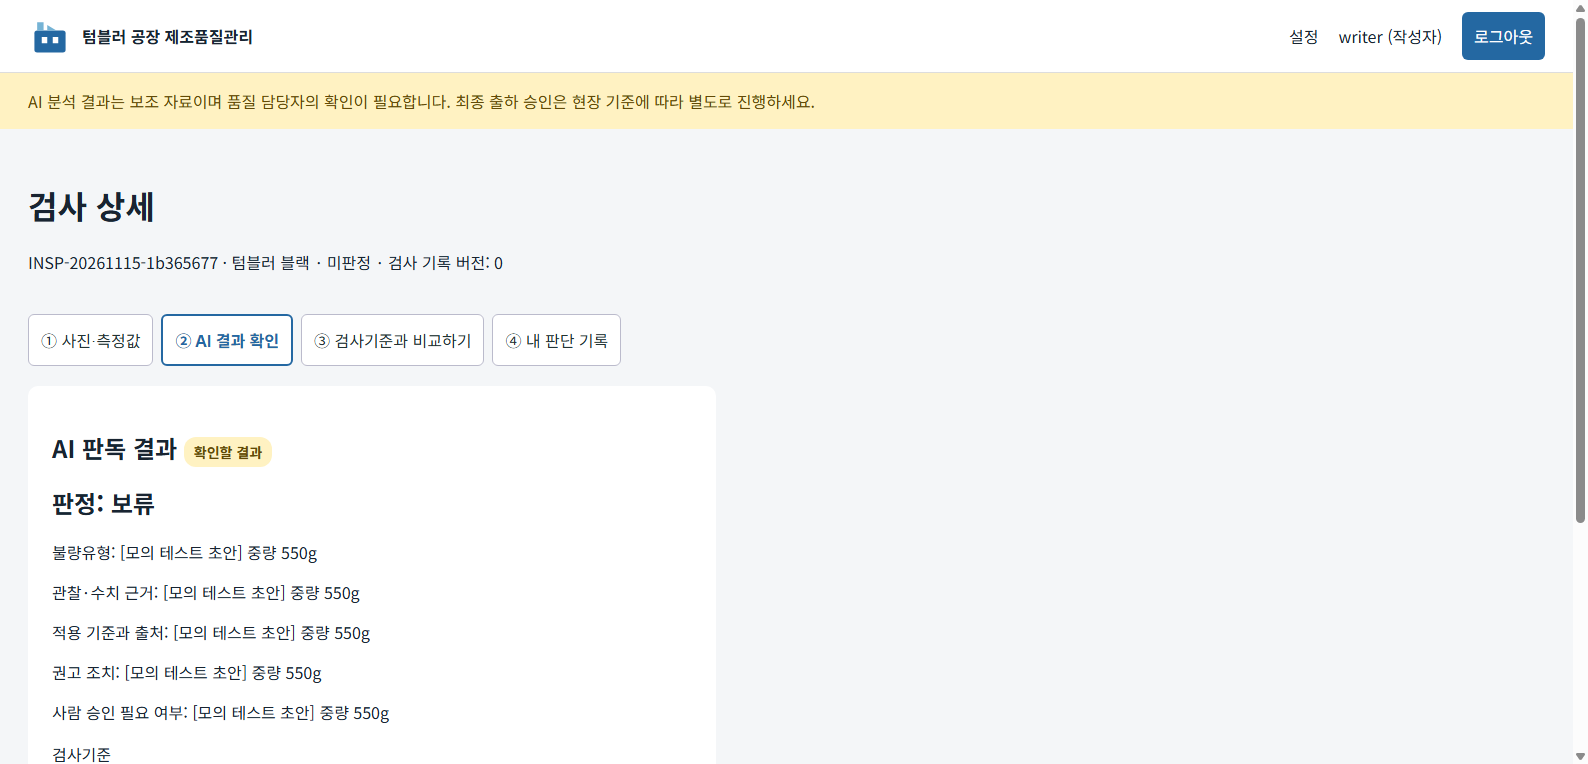 텀블러 공장 제조품질관리
설정 writer (작성자) 로그아웃
AI 분석 결과는 보조 자료이며 품질 담당자의 확인이 필요합니다. 최종 출하 승인은 현장 기준에 따라 별도로 진행하세요.
검사 상세
INSP-20261115-1b365677 · 텀블러 블랙 · 미판정 · 검사 기록 버전: 0
① 사진·측정값 ② AI 결과 확인 ③ 검사기준과 비교하기 ④ 내 판단 기록
AI 판독 결과 확인할 결과
판정: 보류
불량유형: [모의 테스트 초안] 중량 550g
관찰·수치 근거: [모의 테스트 초안] 중량 550g
적용 기준과 출처: [모의 테스트 초안] 중량 550g
권고 조치: [모의 테스트 초안] 중량 550g
사람 승인 필요 여부: [모의 테스트 초안] 중량 550g
검사기준